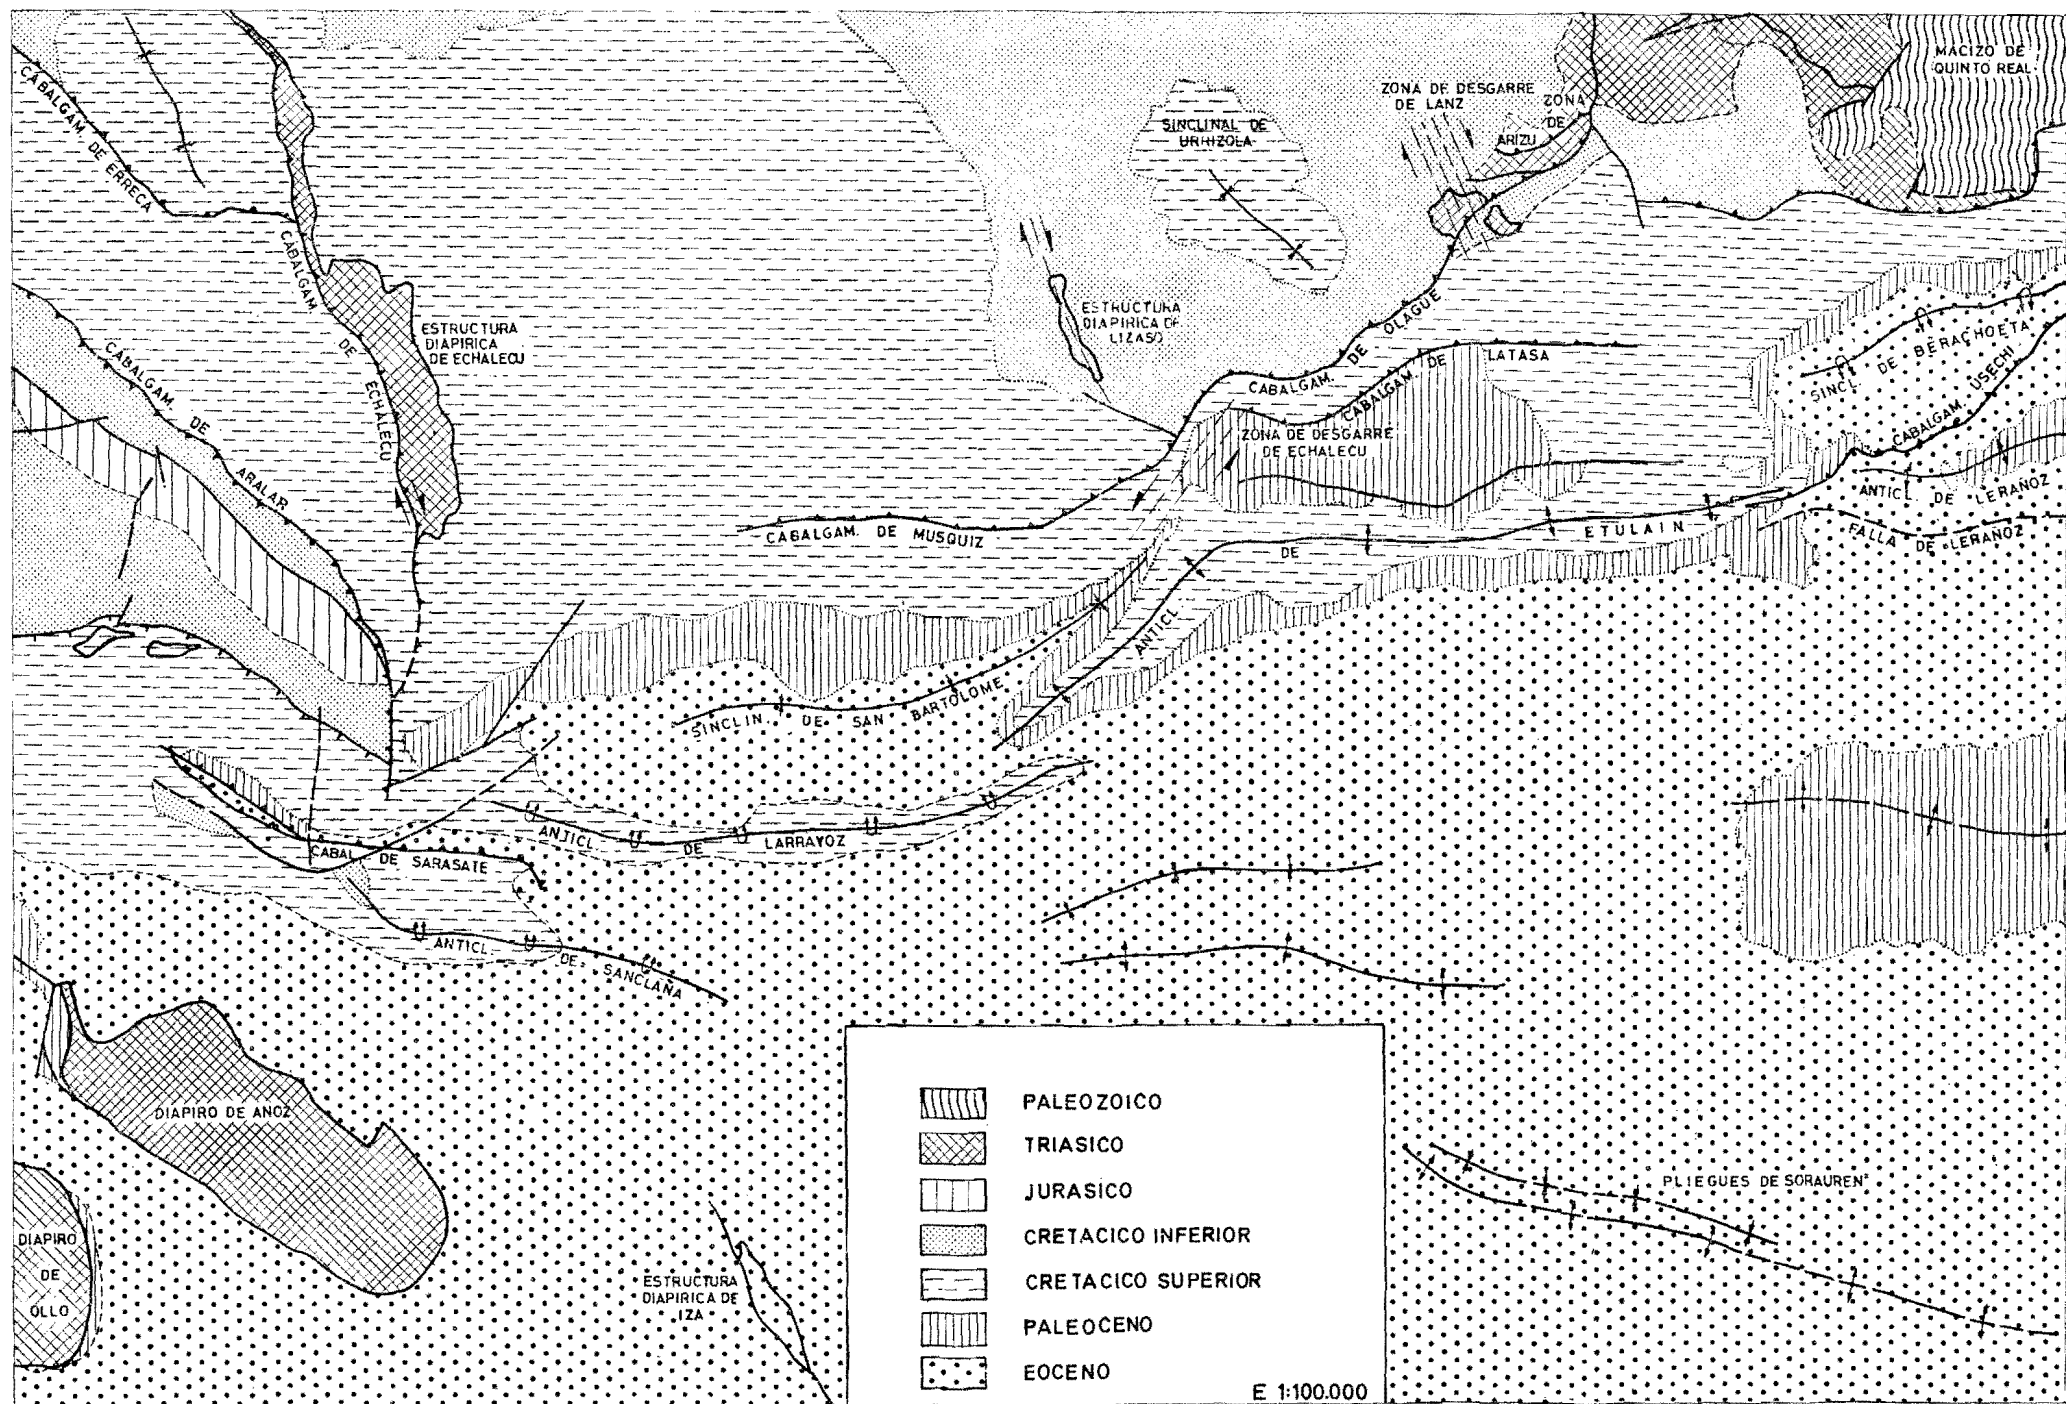 CABALGAM. DE ERRECA
CABALGAM. DE ECHALECU
ESTRUCTURA
DIAPIRICA
DE ECHALECU
CABALGAM. DE ARALAR
SINCLINAL DE
URRIZOLA
ZONA DE DESGARRE
DE LANZ
ZONA
DE
ARIZU
MACIZO DE
QUINTO REAL
ESTRUCTURA
DIAPIRICA DE
LIZASO
CABALGAM. DE OLAGUE
CABALGAM. DE LATASA
ZONA DE DESGARRE
DE ECHALECU
SINCL. DE BERACHOETA
CABALGAM. USECHI
ANTICL. DE LERAÑOZ
FALLA DE LERAÑOZ
CABALGAM. DE MUSQUIZ
ANTICL DE ETULAIN
SINCLIN DE SAN BARTOLOME
ANTICL DE LARRAYOZ
CABAL. DE SARASATE
ANTICL DE SANCLAÑA
DIAPIRO DE ANOZ
DIAPIRO
DE
OLLO
ESTRUCTURA
DIAPIRICA DE
IZA
PLIEGUES DE SORAUREN
PALEOZOICO
TRIASICO
JURASICO
CRETACICO INFERIOR
CRETACICO SUPERIOR
PALEOCENO
EOCENO
E 1:100.000